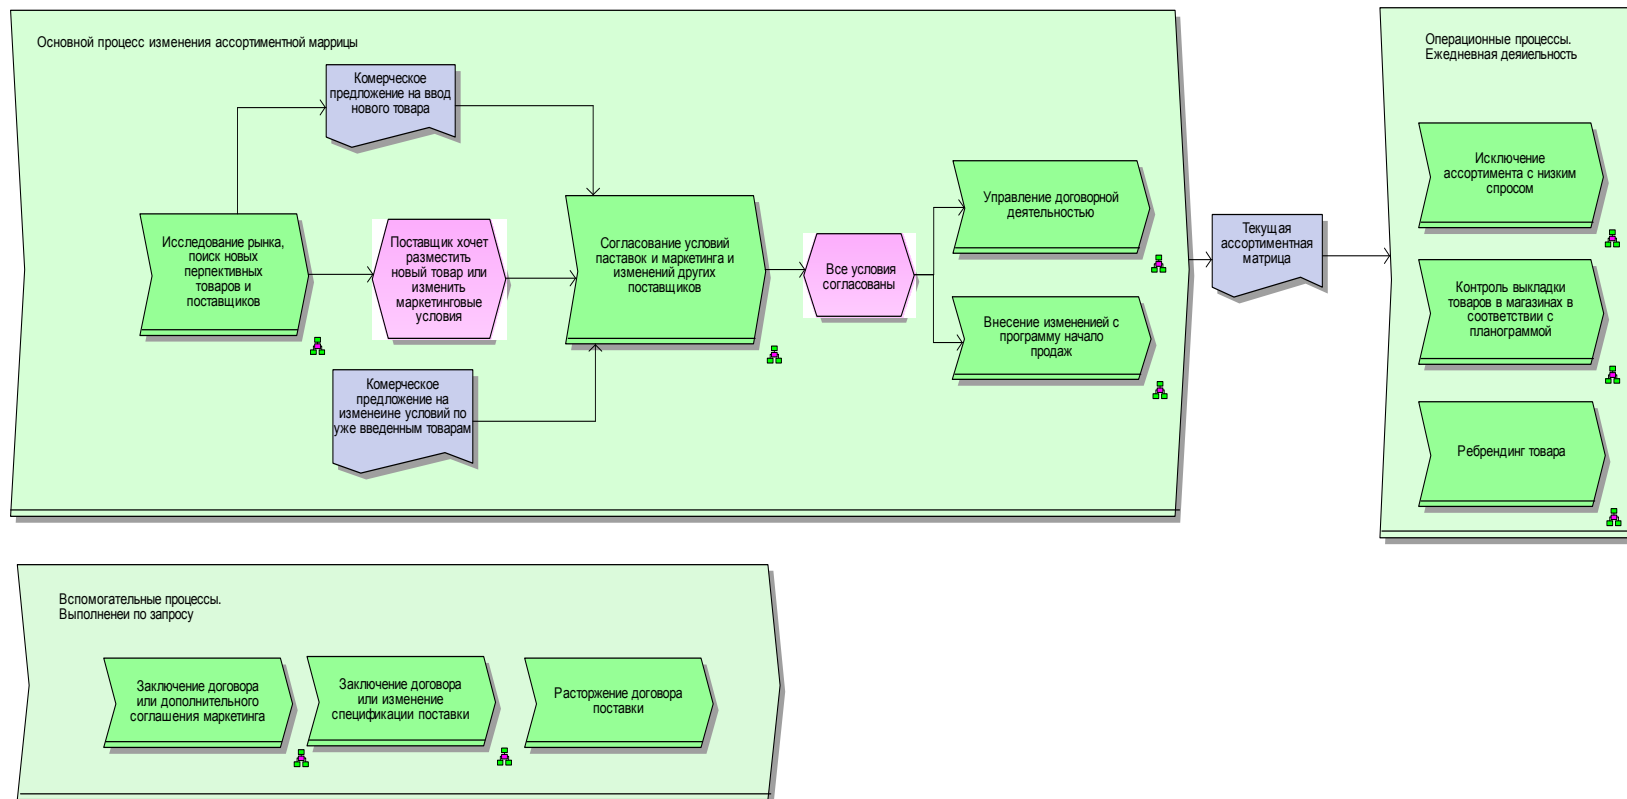 Основной процесс изменения ассортиментной маррицы
Комерческое
предложение на ввод
нового товара
Исследование рынка,
поиск новых
перпективных
товаров и
поставщиков
Поставщик хочет
разместить
новый товар или
изменить
маркетинговые
условия
Согласование условий
паставок и маркетинга и
изменений других
поставщиков
Все условия
согласованы
Управление договорной
деятельностью
Внесение измененией с
программу начало
продаж
Комерческое
предложение на
изменеине условий по
уже введенным товарам
Текущая
ассортиментная
матрица
Операционные процессы.
Ежедневная деяиельность
Исключение
ассортимента с низким
спросом
Контроль выкладки
товаров в магазинах в
соответствии с
планограммой
Ребрендинг товара
Вспомогательные процессы.
Выполненеи по запросу
Заключение договора
или дополнительного
соглашения маркетинга
Заключение договора
или изменение
спецификации поставки
Расторжение договора
поставки